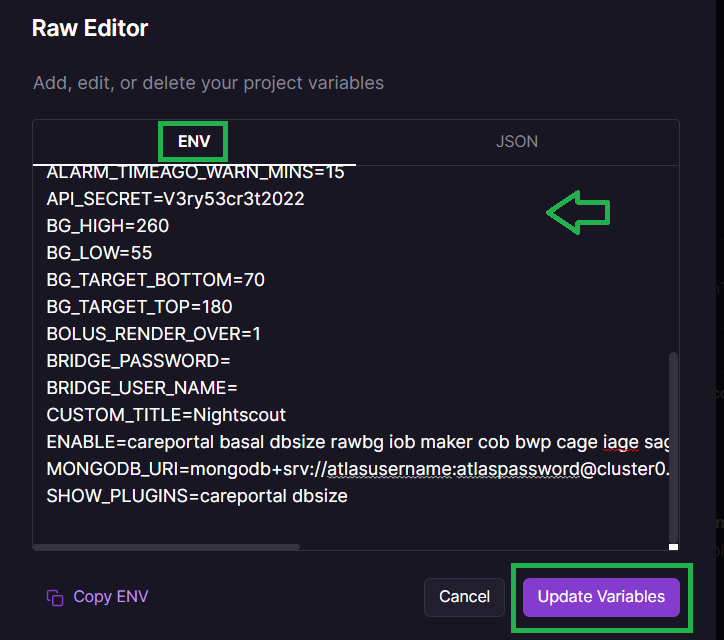 Raw Editor
Add, edit, or delete your project variables
ENV
JSON
ALARM_TIMEAGO_WARN_MINS=15
API_SECRET=V3ry53cr3t2022
BG_HIGH=260
BG_LOW=55
BG_TARGET_BOTTOM=70
BG_TARGET_TOP=180
BOLUS_RENDER_OVER=1
BRIDGE_PASSWORD=
BRIDGE_USER_NAME=
CUSTOM_TITLE=Nightscout
ENABLE=careportal basal dbsize rawbg iob maker cob bwp cage iage sag
MONGODB_URI=mongodb+srv://atlasusername:atlaspassword@cluster0.
SHOW_PLUGINS=careportal dbsize
Copy ENV
Cancel
Update Variables